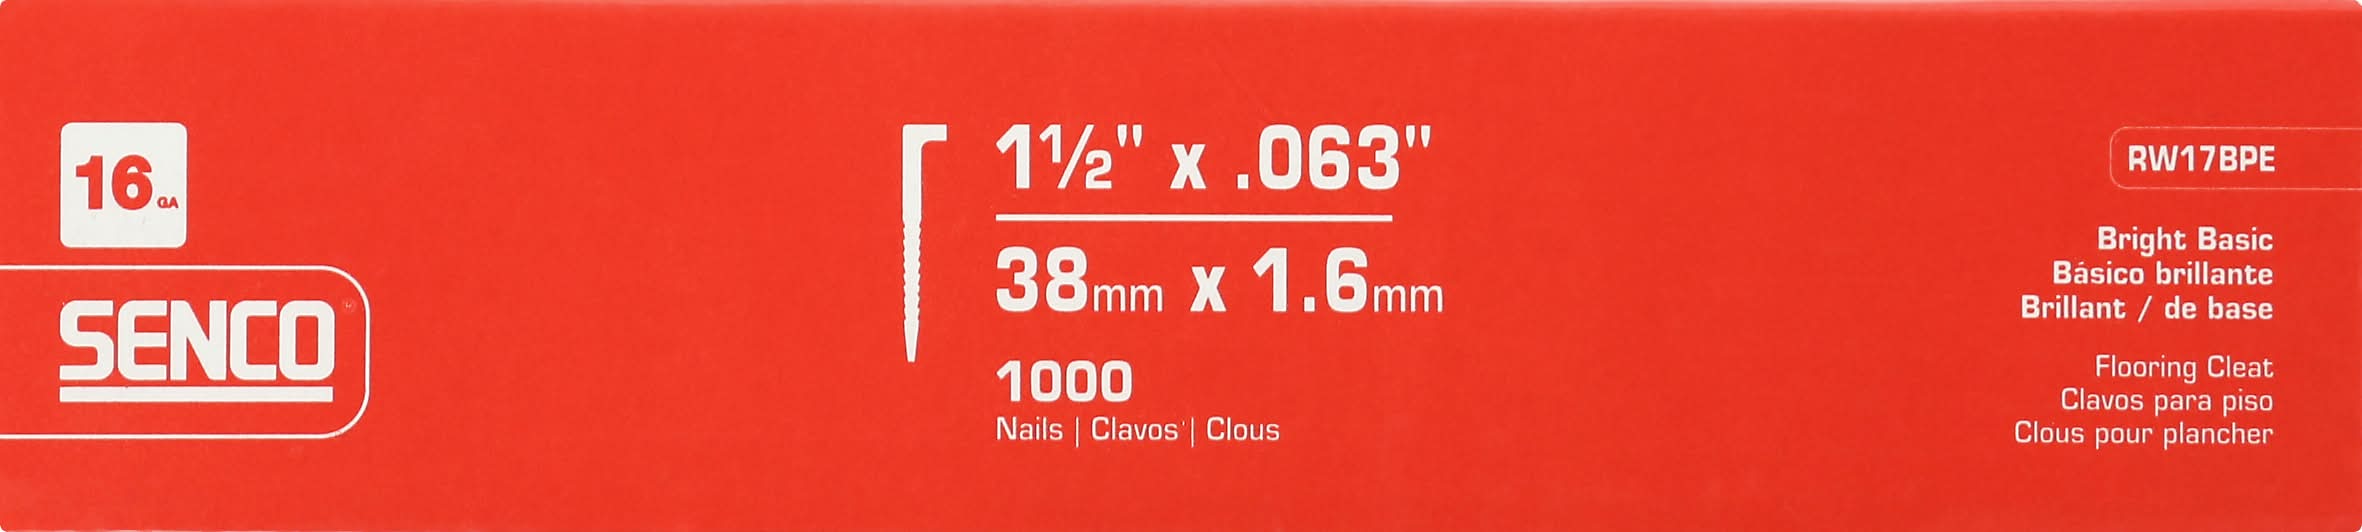 16 GA
SENCO®
1½" x .063"
38mm x 1.6mm
1000
Nails | Clavos | Clous
RW17BPE
Bright Basic
Básico brillante
Brillant / de base
Flooring Cleat
Clavos para piso
Clous pour plancher